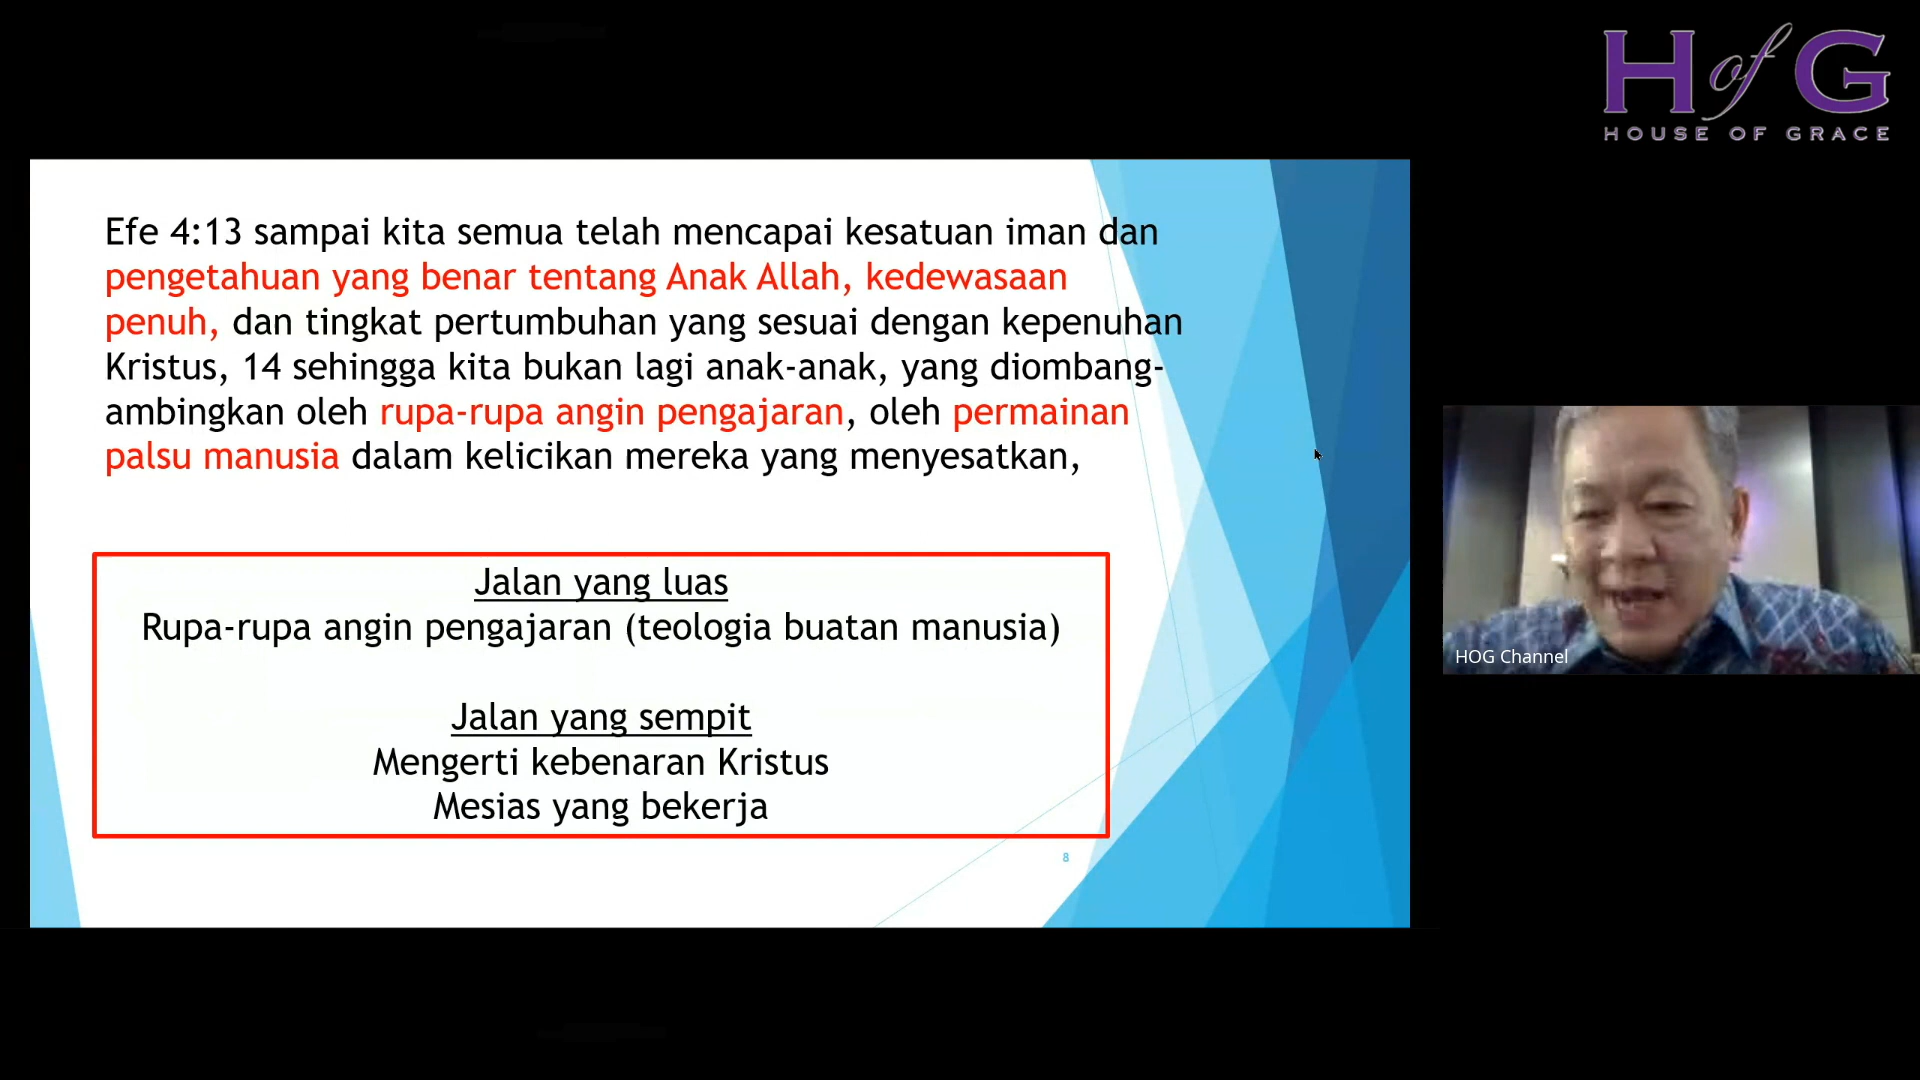 H of G
HOUSE OF GRACE
Efe 4:13 sampai kita semua telah mencapai kesatuan iman dan
pengetahuan yang benar tentang Anak Allah, kedewasaan
penuh, dan tingkat pertumbuhan yang sesuai dengan kepenuhan
Kristus, 14 sehingga kita bukan lagi anak-anak, yang diombang-
ambingkan oleh rupa-rupa angin pengajaran, oleh permainan
palsu manusia dalam kelicikan mereka yang menyesatkan,
Jalan yang luas
Rupa-rupa angin pengajaran (teologia buatan manusia)
Jalan yang sempit
Mengerti kebenaran Kristus
Mesias yang bekerja
8
HOG Channel